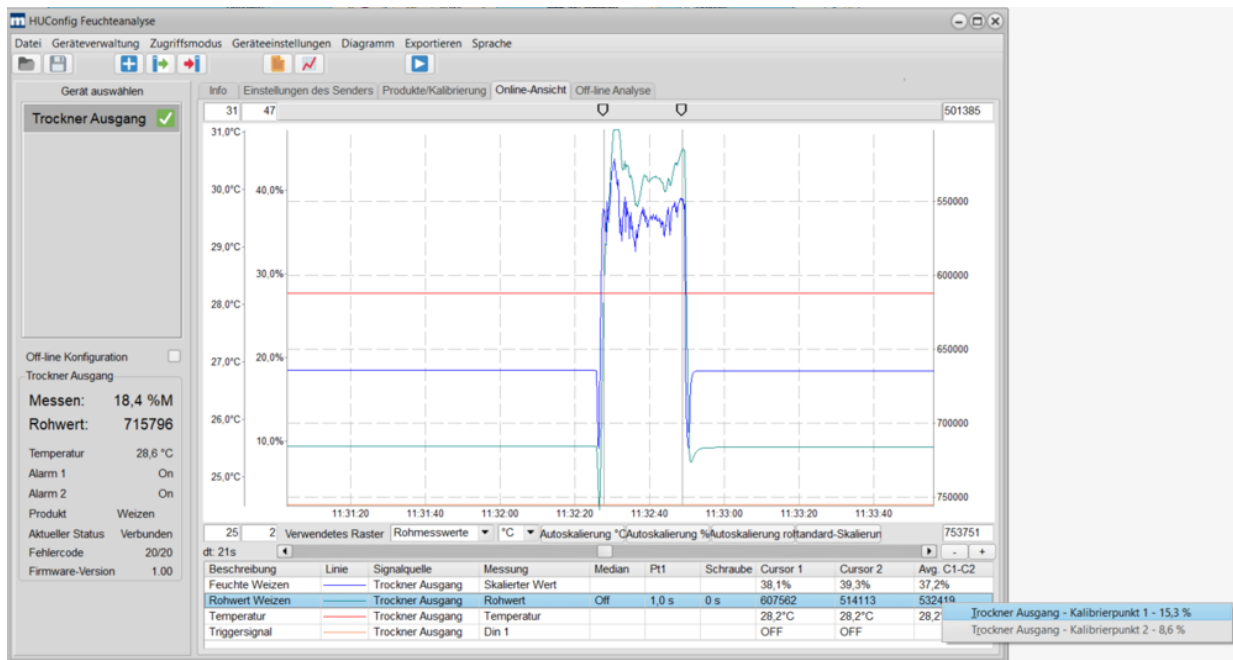 HUConfig Feuchteanalyse
Datei Geräteverwaltung Zugriffsmodus Geräteeinstellungen Diagramm Exportieren Sprache
Gerät auswählen
Trockner Ausgang
Info Einstellungen des Senders Produkte/Kalibrierung Online-Ansicht Off-line Analyse
31 47 501385
31,0°C
30,0°C 40,0% 550000
29,0°C
30,0% 600000
28,0°C
27,0°C 20,0% 650000
26,0°C 10,0% 700000
25,0°C 750000
11:31:20 11:31:40 11:32:00 11:32:20 11:32:40 11:33:00 11:33:20 11:33:40
Off-line Konfiguration
Trockner Ausgang
Messen: 18,4 %M
Rohwert: 715796
Temperatur 28,6 °C
Alarm 1 On
Alarm 2 On
Produkt Weizen
Aktueller Status Verbunden
Fehlercode 20/20
Firmware-Version 1.00
25 2 Verwendetes Raster Rohmesswerte °C Autoskalierung °C Autoskalierung % Autoskalierung ro tandard-Skalierun 753751
dt: 21s - +
Beschreibung Linie Signalquelle Messung Median Pt1 Schraube Cursor 1 Cursor 2 Avg. C1-C2
Feuchte Weizen Trockner Ausgang Skalierter Wert 38,1% 39,3% 37,2%
Rohwert Weizen Trockner Ausgang Rohwert Off 1,0 s 0 s 607562 514113 532419
Temperatur Trockner Ausgang Temperatur 28,2°C 28,2°C 28,2°
Triggersignal Trockner Ausgang Din 1 OFF OFF
Trockner Ausgang - Kalibrierpunkt 1 - 15,3 %
Trockner Ausgang - Kalibrierpunkt 2 - 8,6 %